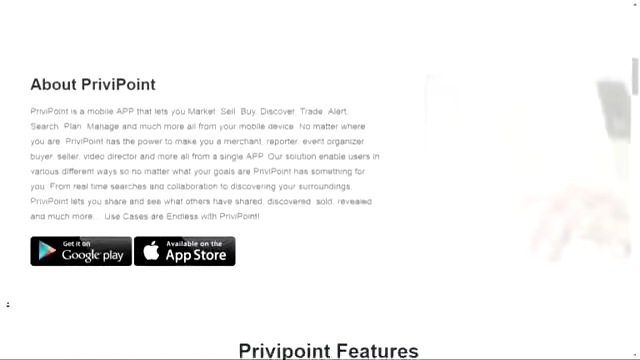 About PriviPoint
PriviPoint is a mobile APP that lets you Market, Sell, Buy, Discover, Trade, Alert,
Search, Plan, Manage and much more all from your mobile device. No matter where
you are, PriviPoint has the power to make you a merchant, reporter, event organizer,
buyer, seller, video director and more all from a single APP. Our solution enable users in
various different ways so no matter what your goals are PriviPoint has something for
you. From real time searches and collaboration to discovering your surroundings,
PriviPoint lets you share and see what others have shared, discovered, sold, revealed
and much more... Use Cases are Endless with PriviPoint!
Get it on Available on the
Google play App Store
Privipoint Features